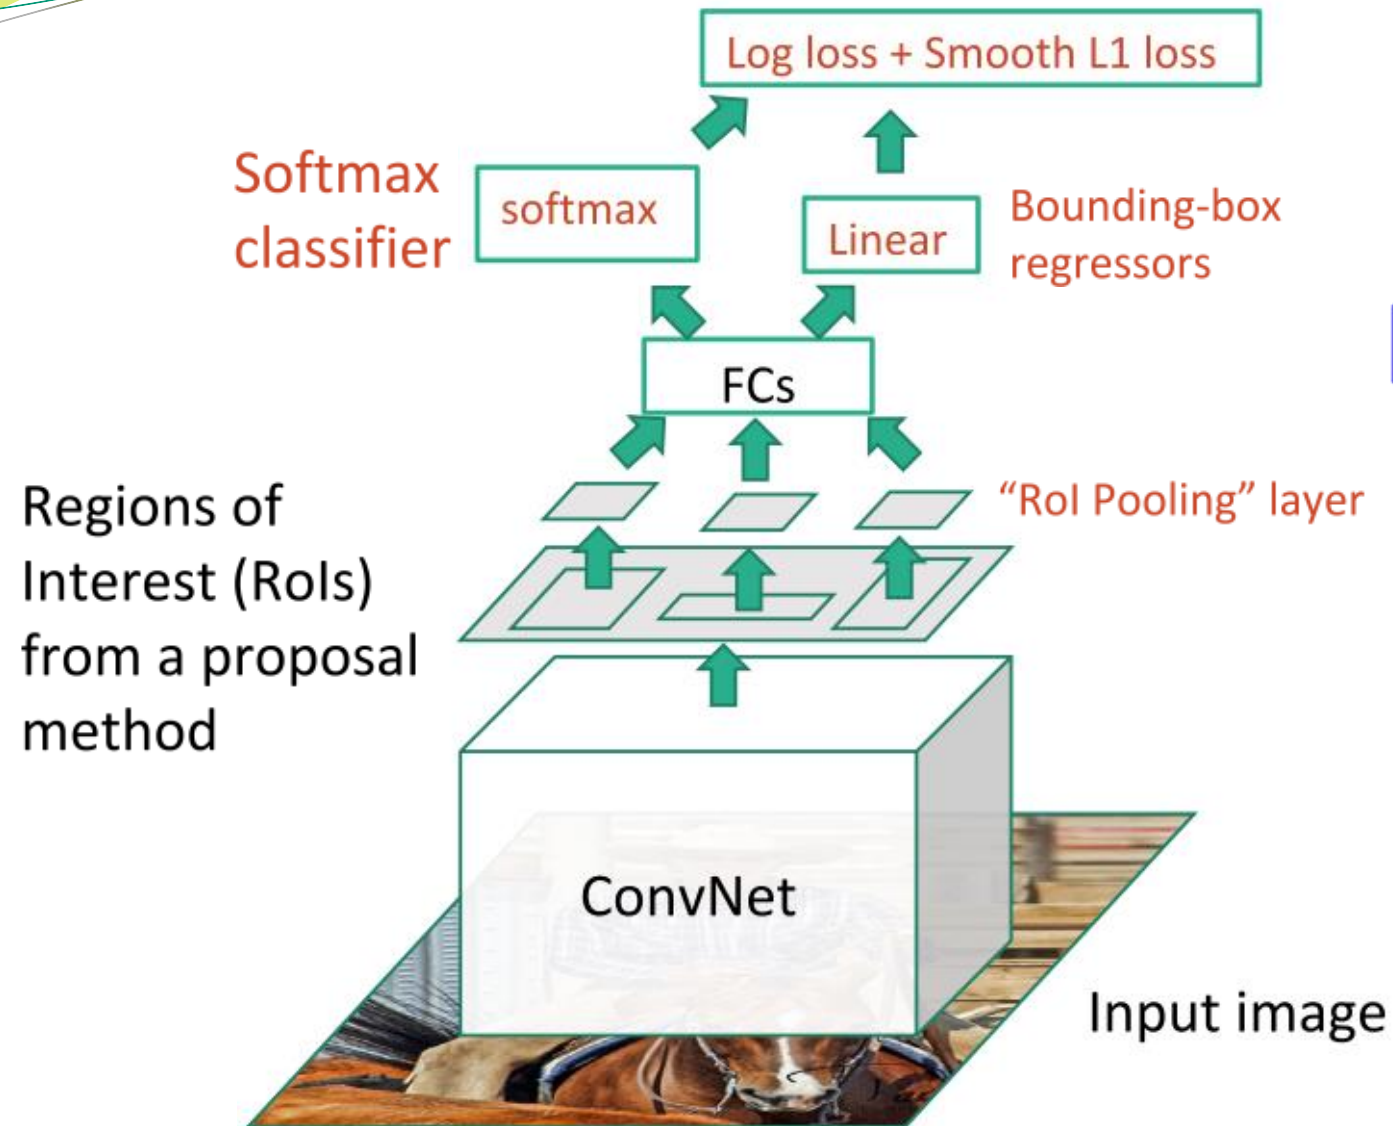 Log loss + Smooth L1 loss
Softmax
classifier
softmax
Linear
Bounding-box
regressors
FCs
Regions of
Interest (RoIs)
from a proposal
method
“RoI Pooling” layer
ConvNet
Input image